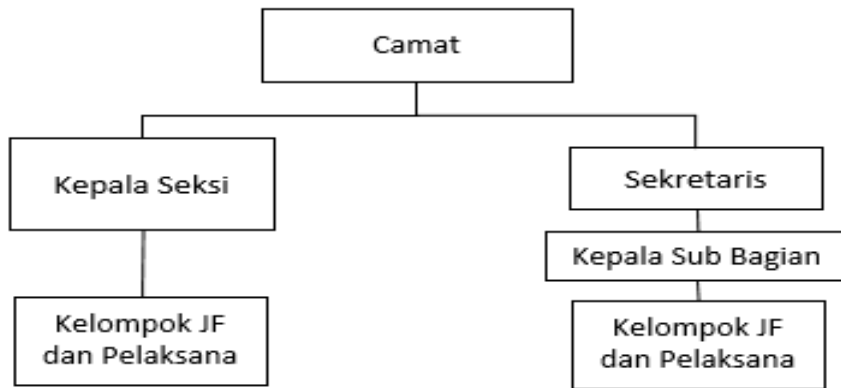 Camat
Kepala Seksi
Sekretaris
Kepala Sub Bagian
Kelompok JF
dan Pelaksana
Kelompok JF
dan Pelaksana